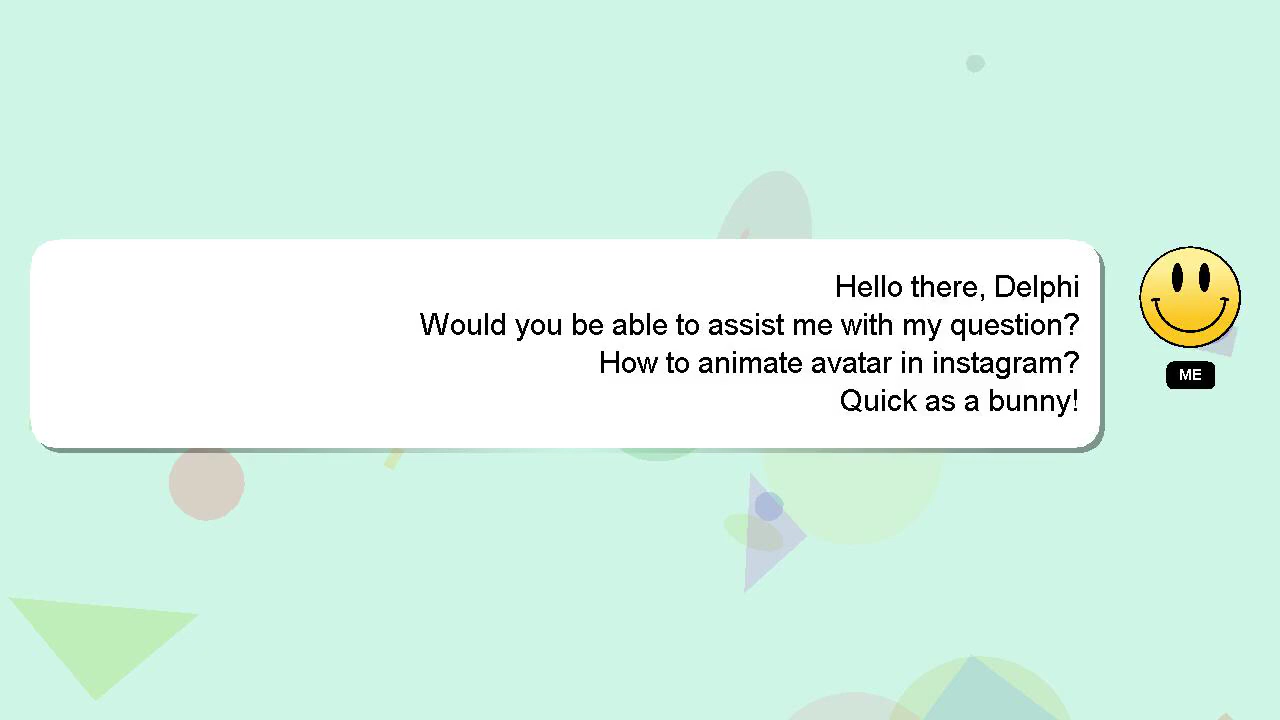 Hello there, Delphi
Would you be able to assist me with my question?
How to animate avatar in instagram?
Quick as a bunny!
ME